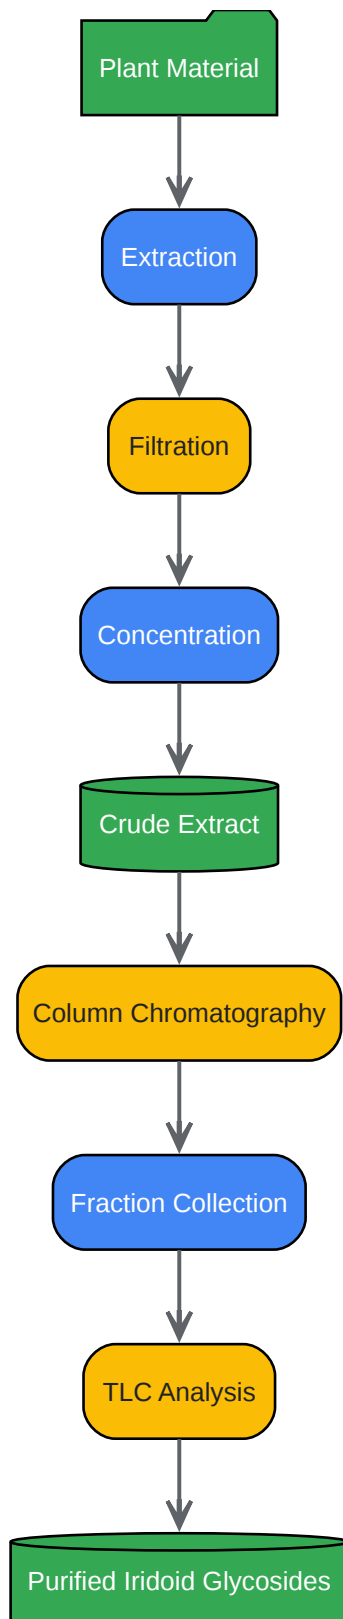 Plant Material
Extraction
Filtration
Concentration
Crude Extract
Column Chromatography
Fraction Collection
TLC Analysis
Purified Iridoid Glycosides